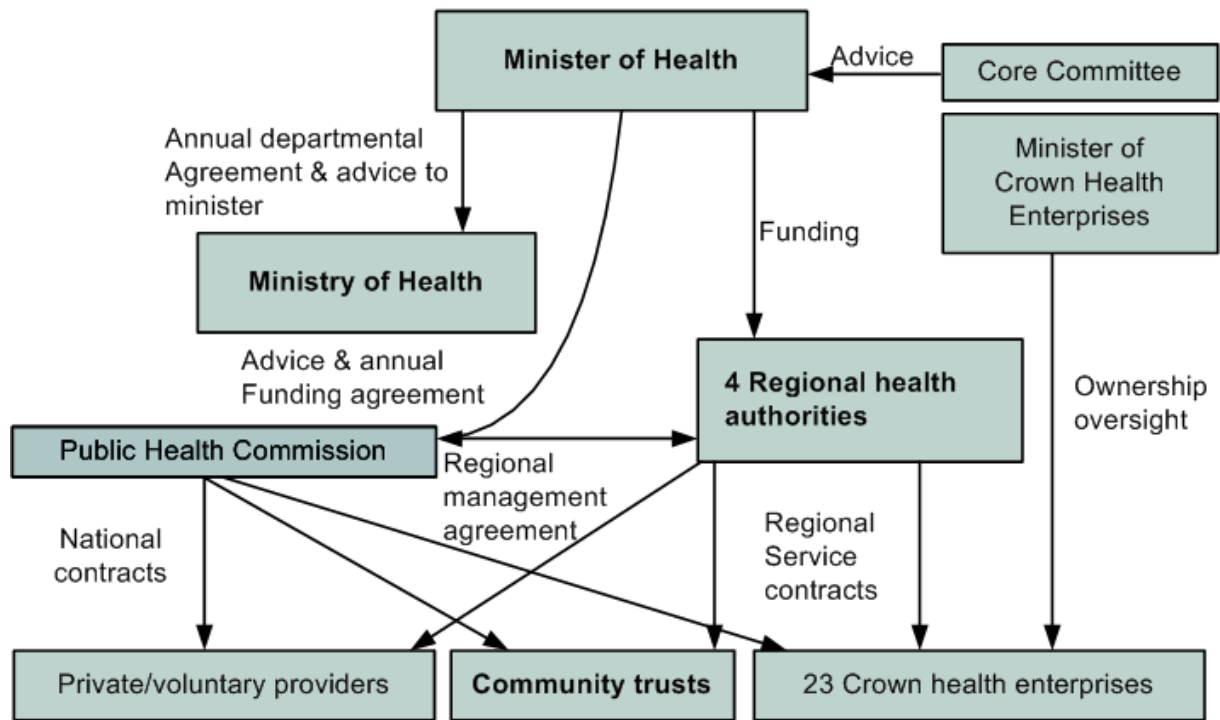 Minister of Health
Advice
Core Committee
Annual departmental
Agreement & advice to
minister
Minister of
Crown Health
Enterprises
Funding
Ministry of Health
Advice & annual
Funding agreement
4 Regional health
authorities
Ownership
oversight
Public Health Commission
Regional
management
agreement
National
contracts
Regional
Service
contracts
Private/voluntary providers
Community trusts
23 Crown health enterprises